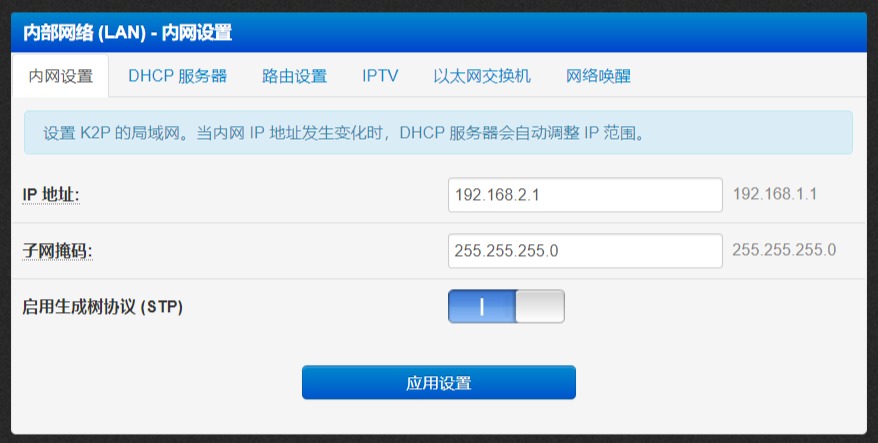 内部网络 (LAN) - 内网设置
内网设置 DHCP 服务器 路由设置 IPTV 以太网交换机 网络唤醒
设置 K2P 的局域网。当内网 IP 地址发生变化时，DHCP 服务器会自动调整 IP 范围。
IP 地址: 192.168.2.1 192.168.1.1
子网掩码: 255.255.255.0 255.255.255.0
启用生成树协议 (STP)
应用设置